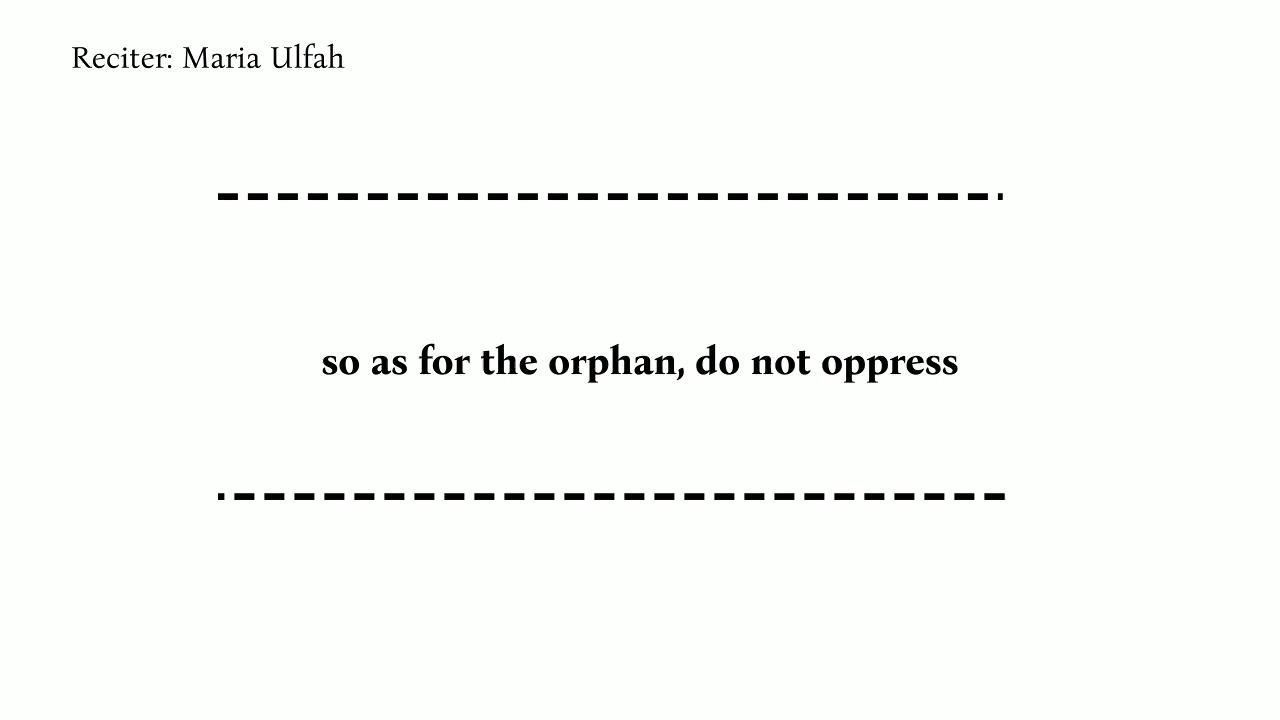 Reciter: Maria Ulfah
so as for the orphan, do not oppress